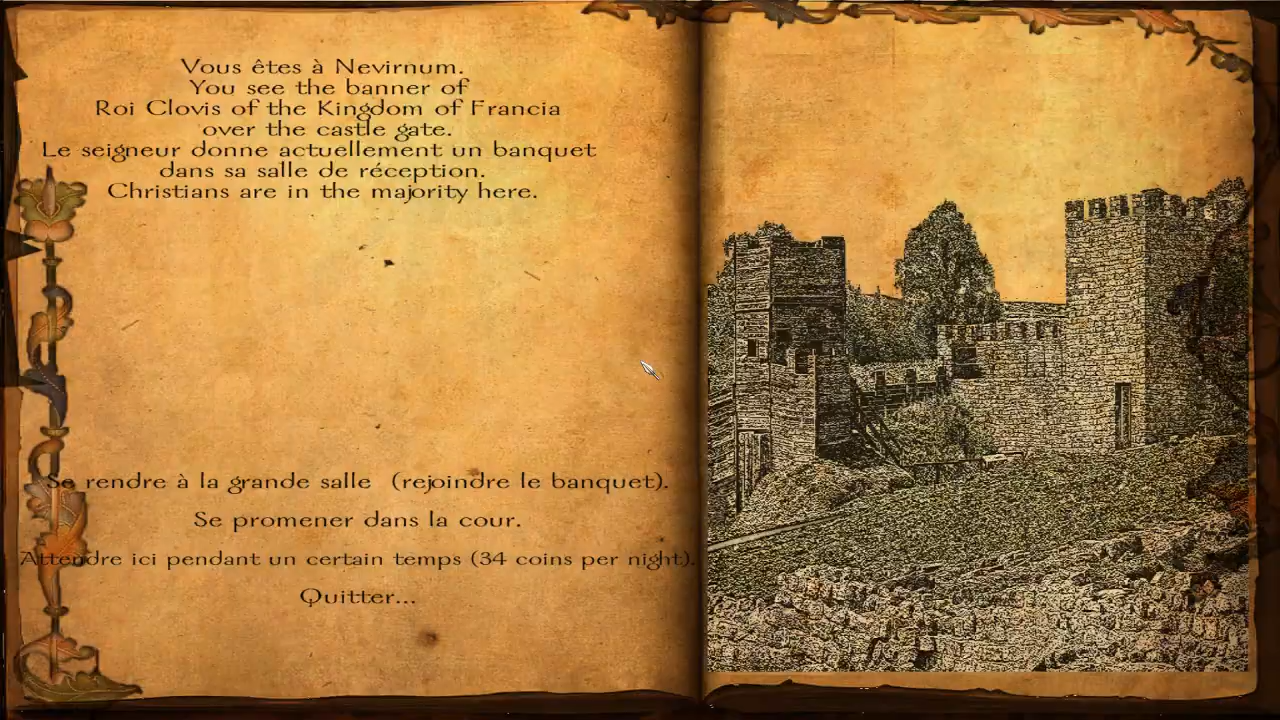 Vous êtes à Nevirnum.
You see the banner of
Roi Clovis of the Kingdom of Francia
over the castle gate.
Le seigneur donne actuellement un banquet
dans sa salle de réception.
Christians are in the majority here.
Se rendre à la grande salle  (rejoindre le banquet).
Se promener dans la cour.
Attendre ici pendant un certain temps (34 coins per night).
Quitter...